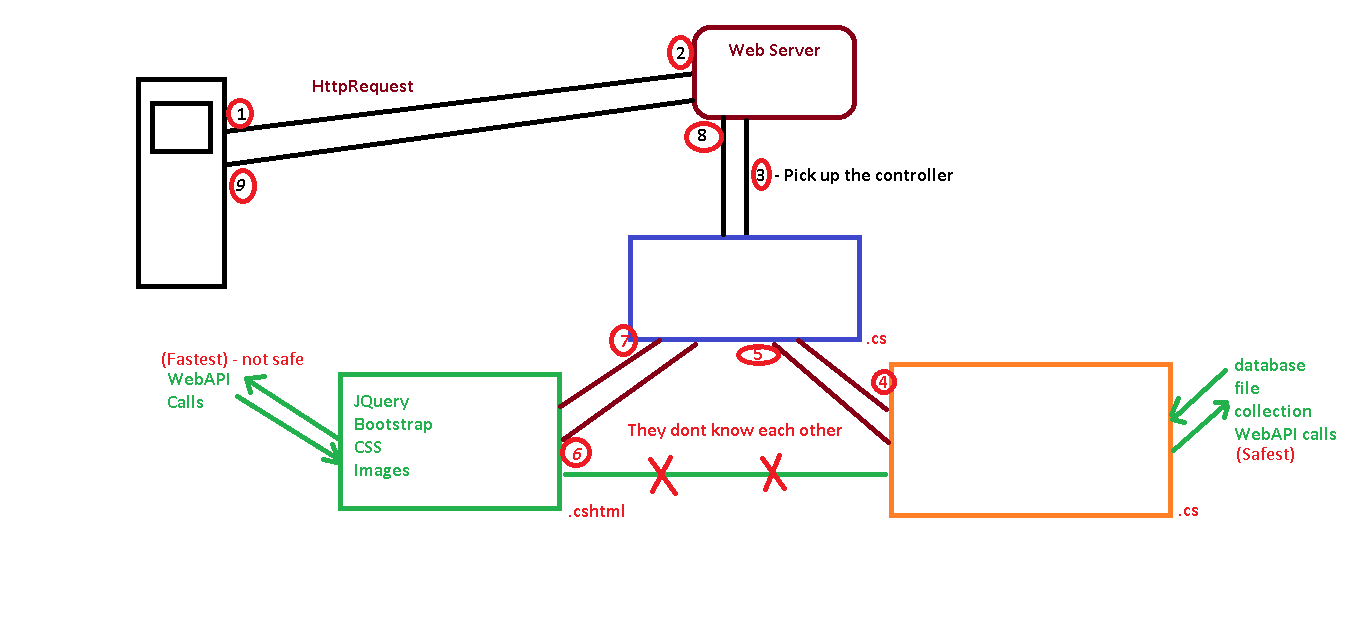 Web Server
2
HttpRequest
1
8
9
3 - Pick up the controller
7
5
.cs
(Fastest) - not safe
WebAPI
Calls
4
database
file
collection
WebAPI calls
(Safest)
JQuery
Bootstrap
CSS
Images
They dont know each other
6
.cshtml
.cs